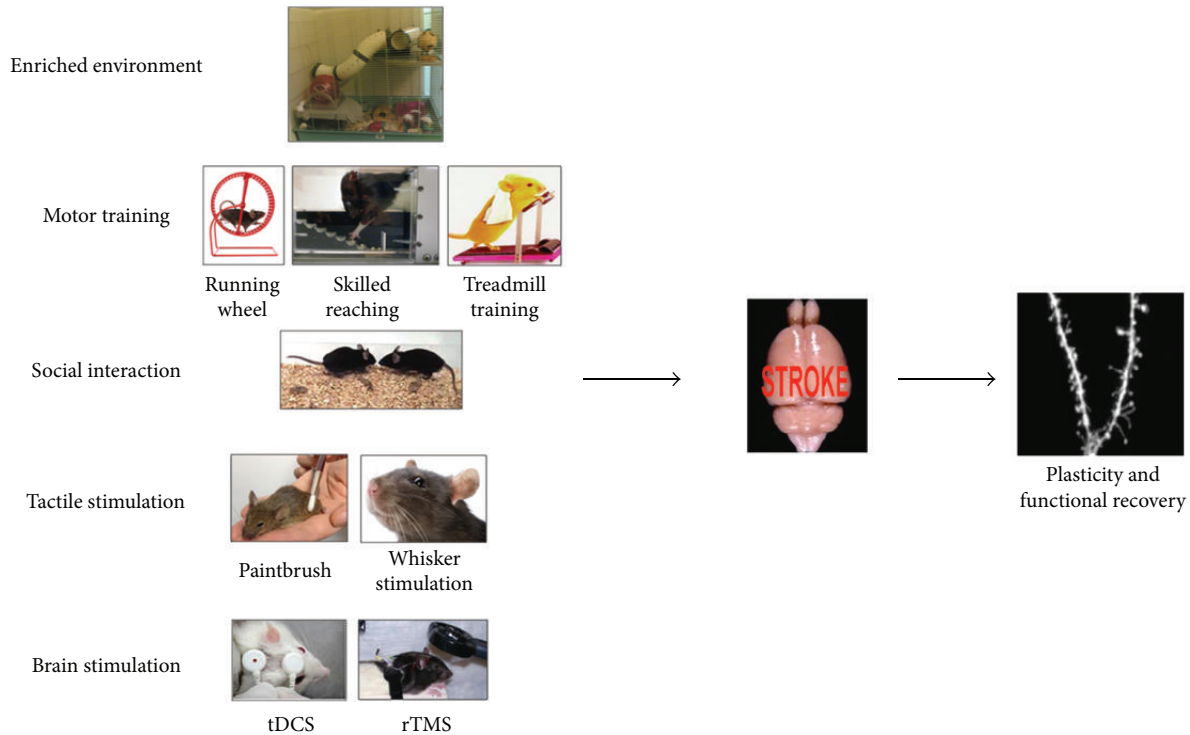 Enriched environment
Motor training
Running
wheel
Skilled
reaching
Treadmill
training
Social interaction
STROKE
Plasticity and
functional recovery
Tactile stimulation
Paintbrush
Whisker
stimulation
Brain stimulation
tDCS
rTMS